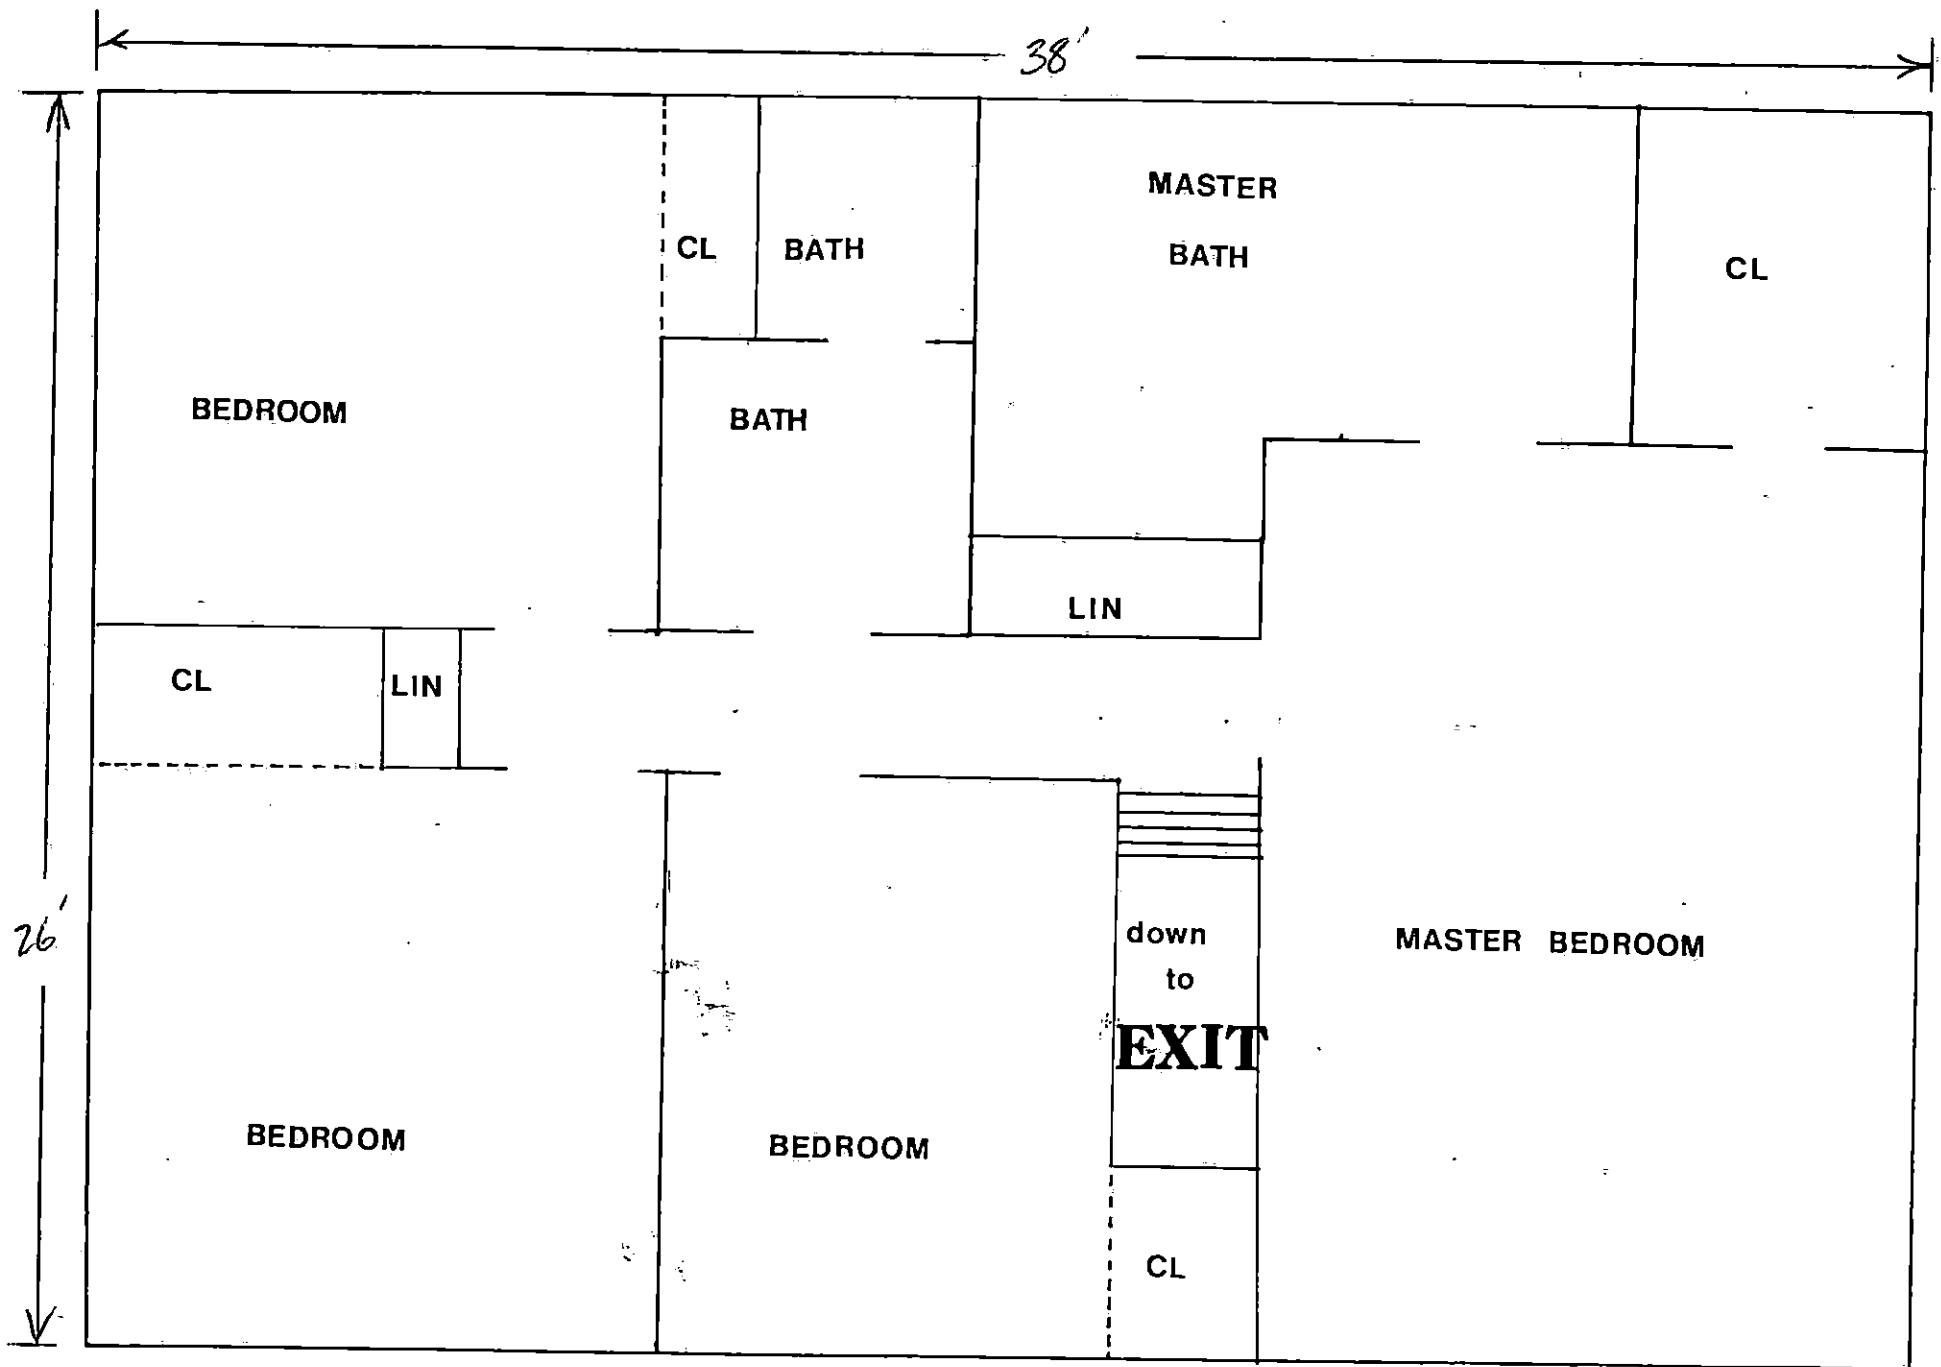 38'
MASTER
BATH
CL
BATH
CL
BEDROOM
BATH
LIN
CL
LIN
26'
down
to
EXIT
MASTER BEDROOM
BEDROOM
BEDROOM
CL